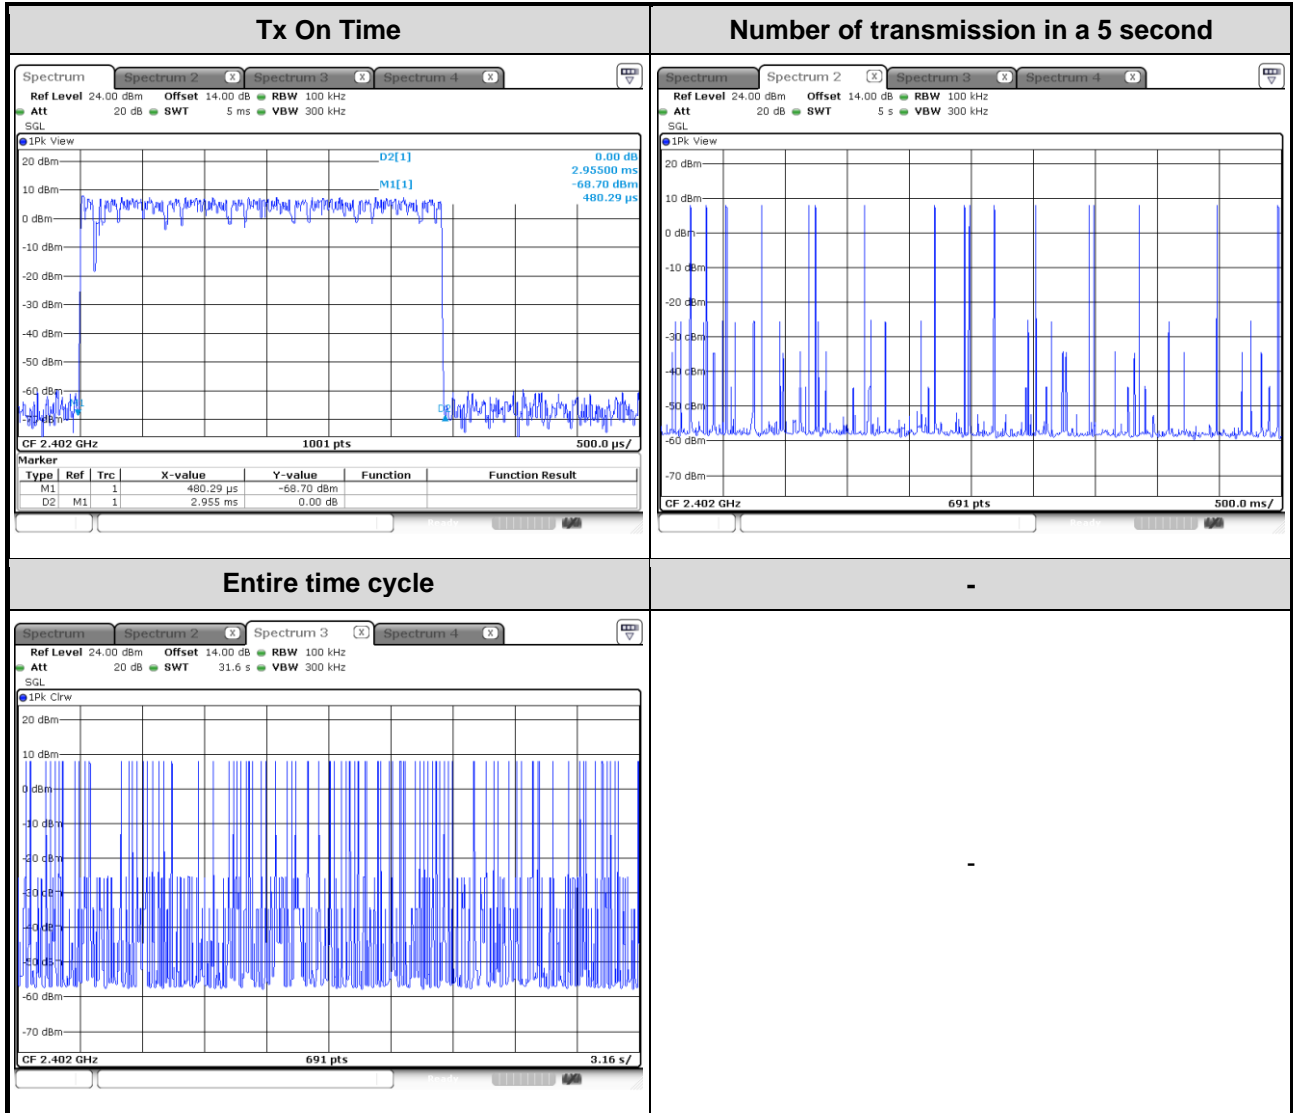 Tx On Time
Number of transmission in a 5 second
Spectrum Spectrum 2 X Spectrum 3 X Spectrum 4 X
Ref Level 24.00 dBm Offset 14.00 dB RBW 100 kHz
Att 20 dB SWT 5 ms VBW 300 kHz
SGL
1Pk View
D2[1] 0.00 dB
2.95500 ms
M1[1] -68.70 dBm
480.29 µs
20 dBm
10 dBm
0 dBm
-10 dBm
-20 dBm
-30 dBm
-40 dBm
-50 dBm
-60 dBm
-70 dBm
CF 2.402 GHz 1001 pts 500.0 µs/
Marker
Type Ref Trc X-value Y-value Function Function Result
M1 1 480.29 µs -68.70 dBm
D2 M1 1 2.955 ms 0.00 dB
Ready
Spectrum Spectrum 2 X Spectrum 3 X Spectrum 4 X
Ref Level 24.00 dBm Offset 14.00 dB RBW 100 kHz
Att 20 dB SWT 5 s VBW 300 kHz
SGL
1Pk View
20 dBm
10 dBm
0 dBm
-10 dBm
-20 dBm
-30 dBm
-40 dBm
-50 dBm
-60 dBm
-70 dBm
CF 2.402 GHz 691 pts 500.0 ms/
Ready
Entire time cycle
-
Spectrum Spectrum 2 X Spectrum 3 X Spectrum 4 X
Ref Level 24.00 dBm Offset 14.00 dB RBW 100 kHz
Att 20 dB SWT 31.6 s VBW 300 kHz
SGL
1Pk Clrw
20 dBm
10 dBm
0 dBm
-10 dBm
-20 dBm
-30 dBm
-40 dBm
-50 dBm
-60 dBm
-70 dBm
CF 2.402 GHz 691 pts 3.16 s/
-